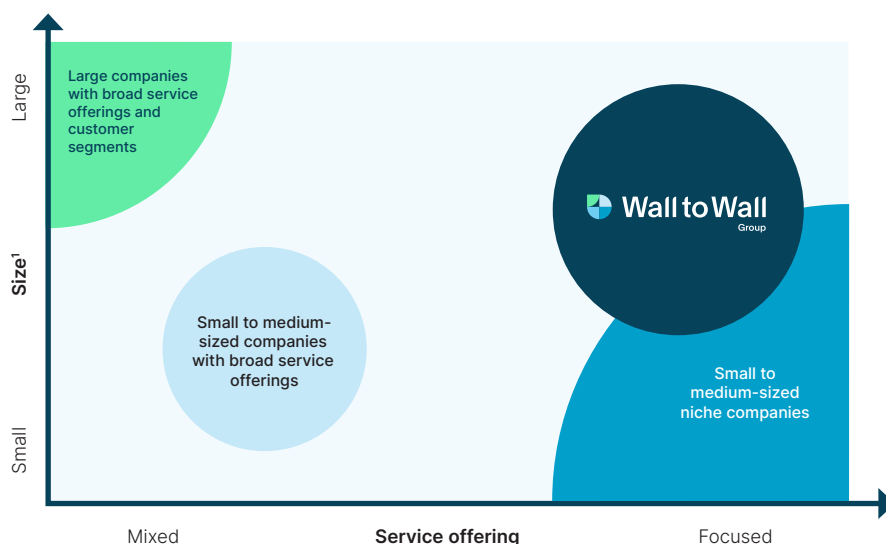 Large
Large companies
with broad service
offerings and
customer
segments
Wall to Wall
Group
Size¹
Small to medium-
sized companies
with broad service
offerings
Small to
medium-sized
niche companies
Small
Mixed
Service offering
Focused